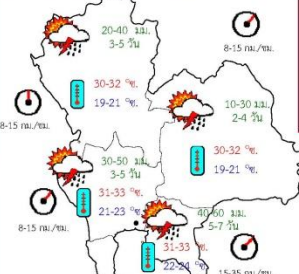 20-40 มม.
3-5 วัน
8-15 กม./ชม.
30-32 °ซ.
19-21 °ซ.
8-15 กม./ชม.
10-30 มม.
2-4 วัน
30-32 °ซ.
19-21 °ซ.
30-50 มม.
3-5 วัน
31-33 °ซ.
21-23 °ซ.
8-15 กม./ชม.
40-60 มม.
5-7 วัน
31-33 °ซ.
22-24 °ซ.
15-35 กม./ชม.